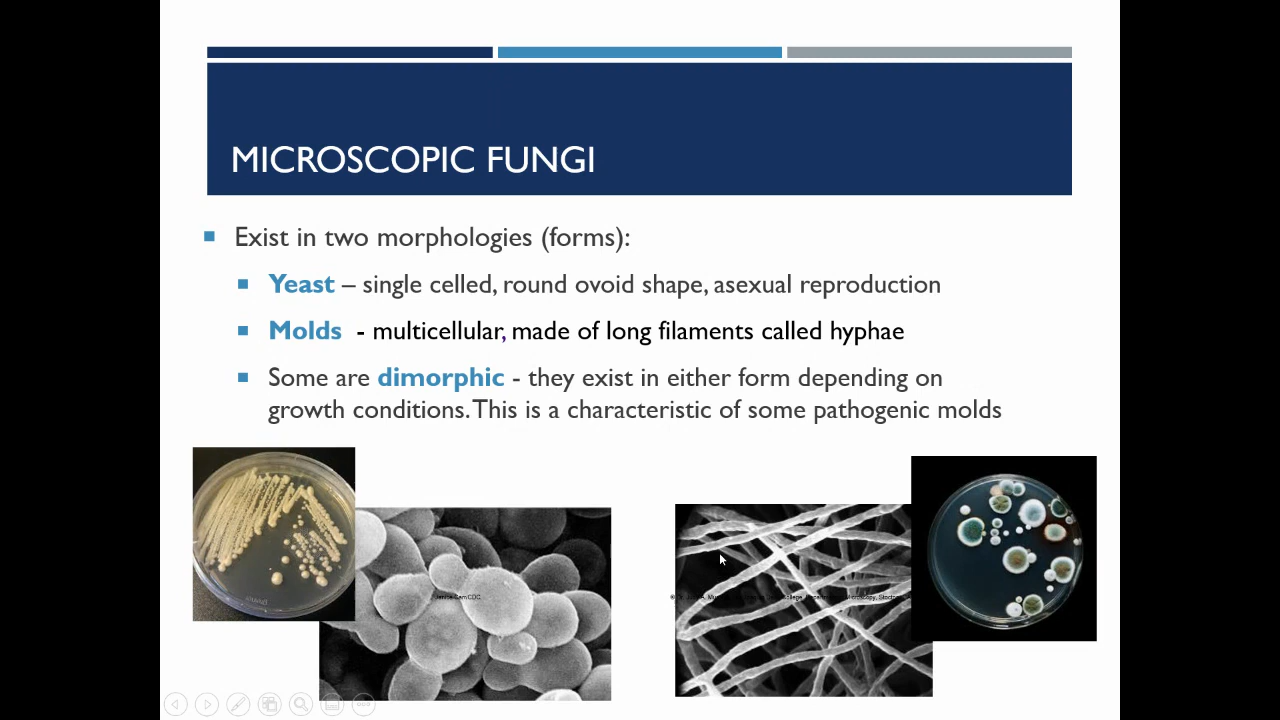 MICROSCOPIC FUNGI
Exist in two morphologies (forms):
Yeast – single celled, round ovoid shape, asexual reproduction
Molds - multicellular, made of long filaments called hyphae
Some are dimorphic - they exist in either form depending on
growth conditions. This is a characteristic of some pathogenic molds